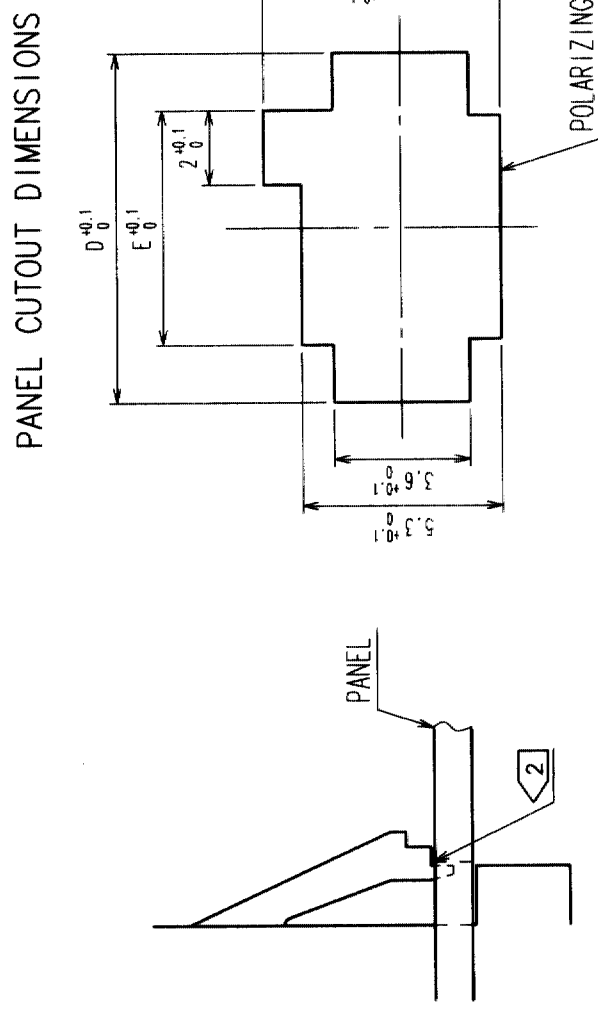 PANEL CUTOUT DIMENSIONS
D +0.1 0
E +0.1 0
2 +0.1 0
3.6 +0.1 0
5.3 +0.1 0
POLARIZING
PANEL
2